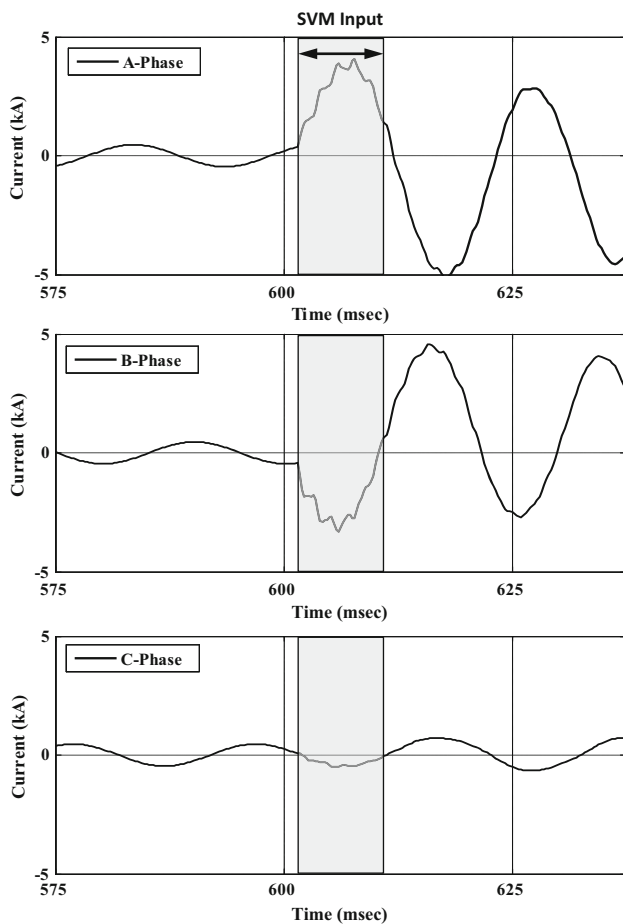 SVM Input
5
A-Phase
Current (kA)
0
-5
575
600
625
Time (msec)
5
B-Phase
Current (kA)
0
-5
575
600
625
Time (msec)
5
C-Phase
Current (kA)
0
-5
575
600
625
Time (msec)